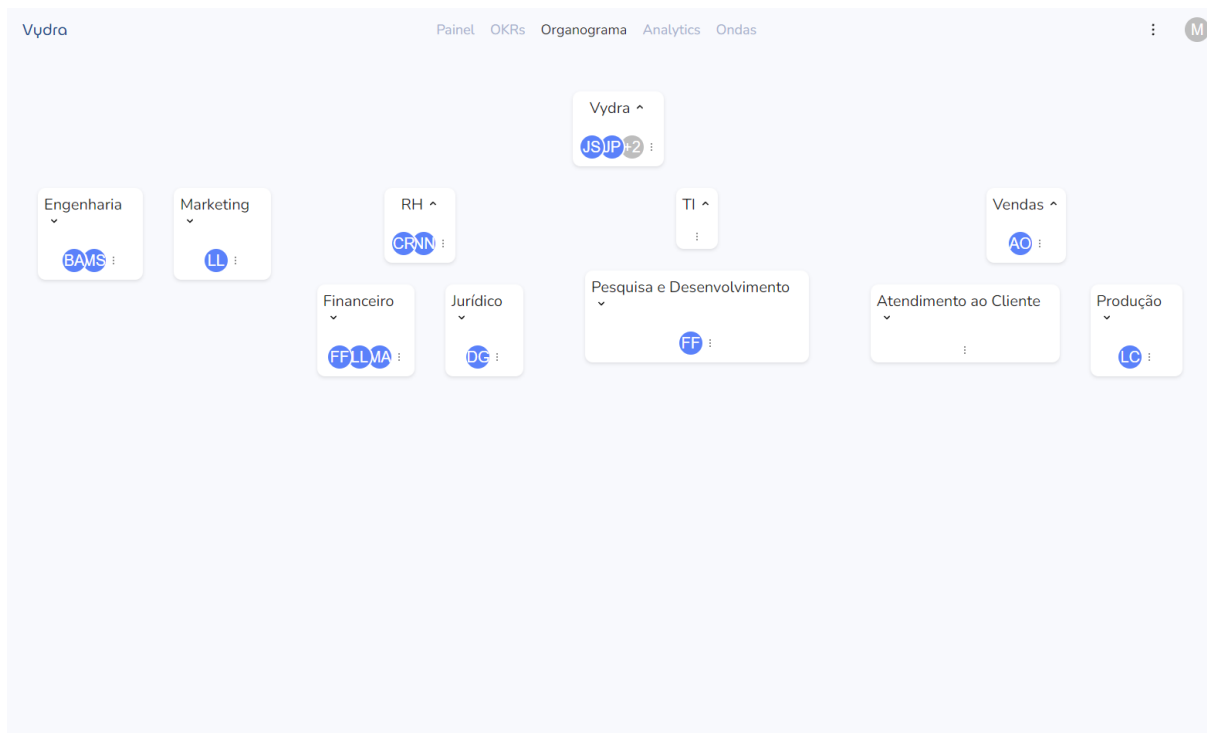 Vydra
Painel OKRs Organograma Analytics Ondas
M
Vydra
JS JP +2
Engenharia
BA MS
Marketing
LL
RH
CR NN
TI
Vendas
AO
Financeiro
FF LL MA
Jurídico
DG
Pesquisa e Desenvolvimento
FF
Atendimento ao Cliente
Produção
LC